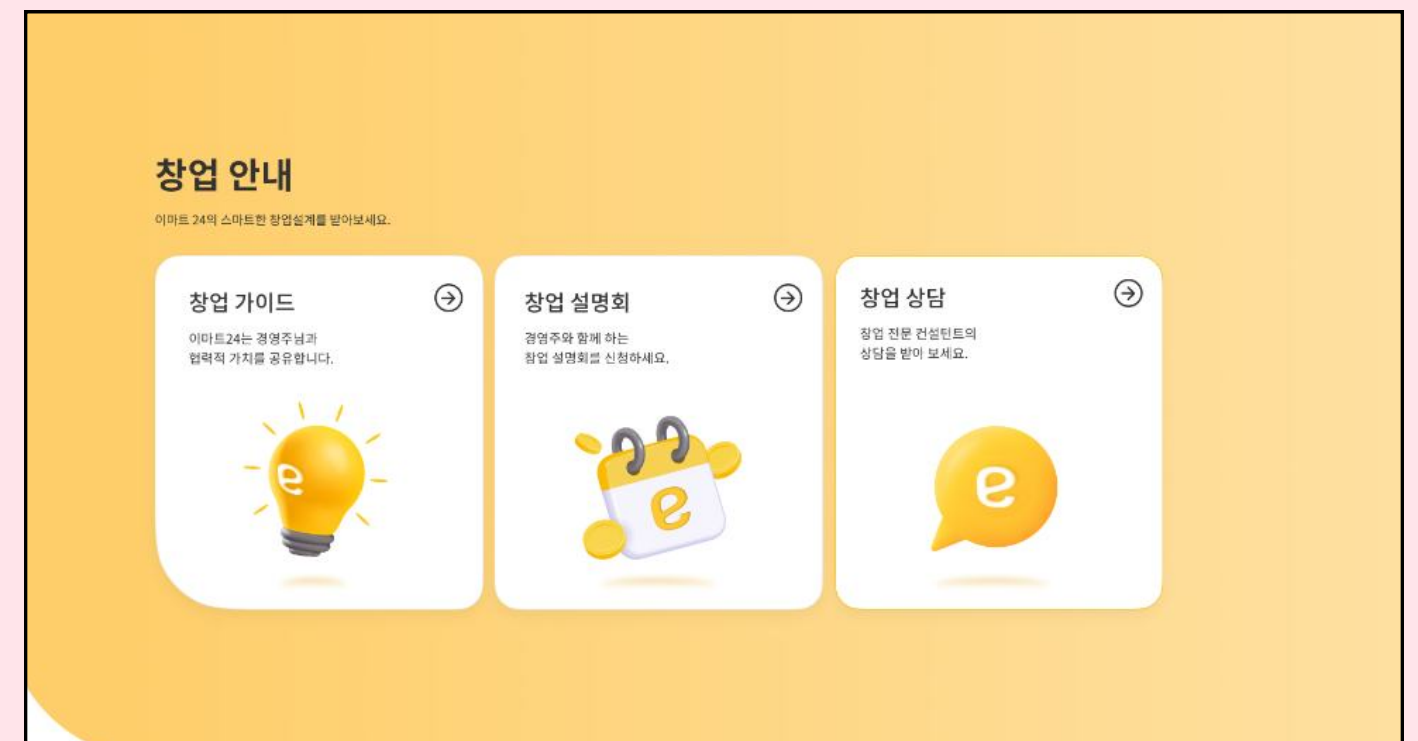 창업 안내
이마트 24의 스마트한 창업설계를 받아보세요.
창업 가이드
이마트24는 경영주님과
협력적 가치를 공유합니다.
e
창업 설명회
경영주와 함께 하는
창업 설명회를 신청하세요.
e
창업 상담
창업 전문 컨설턴트의
상담을 받아 보세요.
e